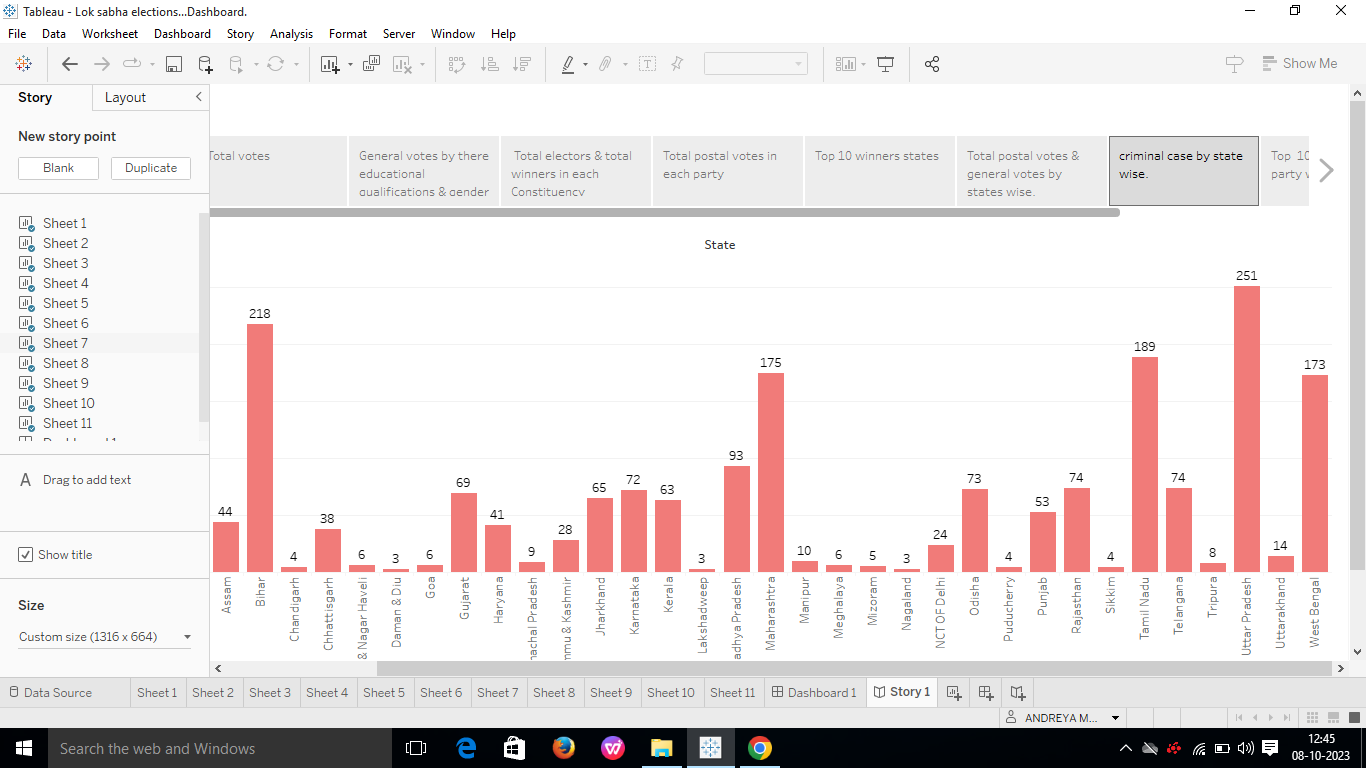 Tableau - Lok sabha elections...Dashboard.
File Data Worksheet Dashboard Story Analysis Format Server Window Help
Show Me
Story Layout
New story point
Blank Duplicate
Sheet 1
Sheet 2
Sheet 3
Sheet 4
Sheet 5
Sheet 6
Sheet 7
Sheet 8
Sheet 9
Sheet 10
Sheet 11
A Drag to add text
Show title
Size
Custom size (1316 x 664)
Total votes
General votes by there
educational
qualifications & gender
Total electors & total
winners in each
Constituency
Total postal votes in
each party
Top 10 winners states
Total postal votes &
general votes by
states wise.
criminal case by state
wise.
Top 10
party
State
44
218
4
38
6
3
6
69
41
9
28
65
72
63
3
93
175
10
6
5
3
24
73
4
53
74
4
189
74
8
251
14
173
Assam
Bihar
Chandigarh
Chhattisgarh
& Nagar Haveli
Daman & Diu
Goa
Gujarat
Haryana
Pradesh
& Kashmir
Jharkhand
Karnataka
Kerala
Lakshadweep
Pradesh
Maharashtra
Manipur
Meghalaya
Mizoram
Nagaland
NCT OF Delhi
Odisha
Puducherry
Punjab
Rajasthan
Sikkim
Tamil Nadu
Telangana
Tripura
Uttar Pradesh
Uttarakhand
West Bengal
Data Source Sheet 1 Sheet 2 Sheet 3 Sheet 4 Sheet 5 Sheet 6 Sheet 7 Sheet 8 Sheet 9 Sheet 10 Sheet 11 Dashboard 1 Story 1
ANDREYA M...
Search the web and Windows
12:45
08-10-2023